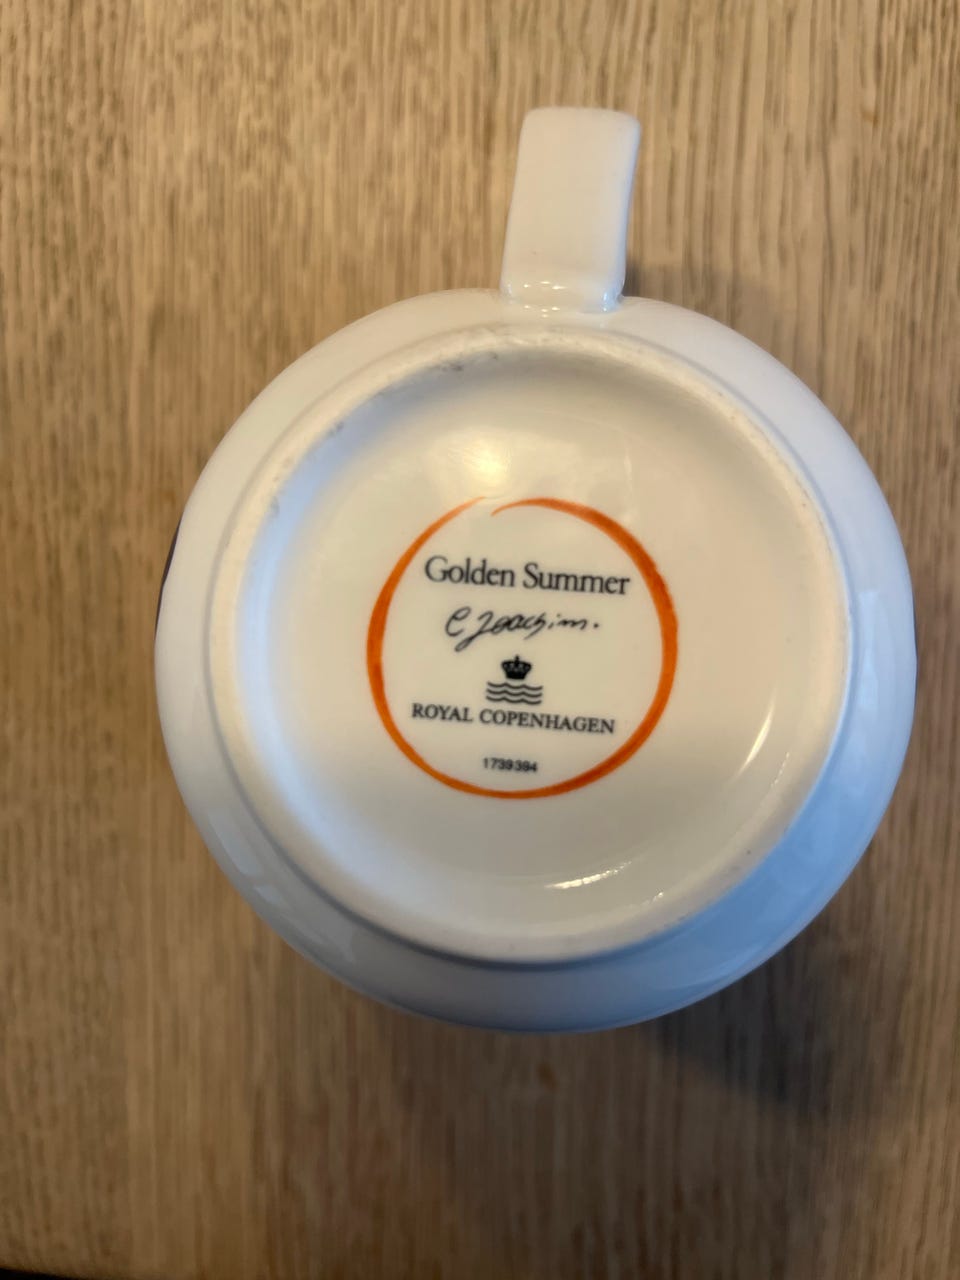 Golden Summer
C Joachim.
ROYAL COPENHAGEN
1739394